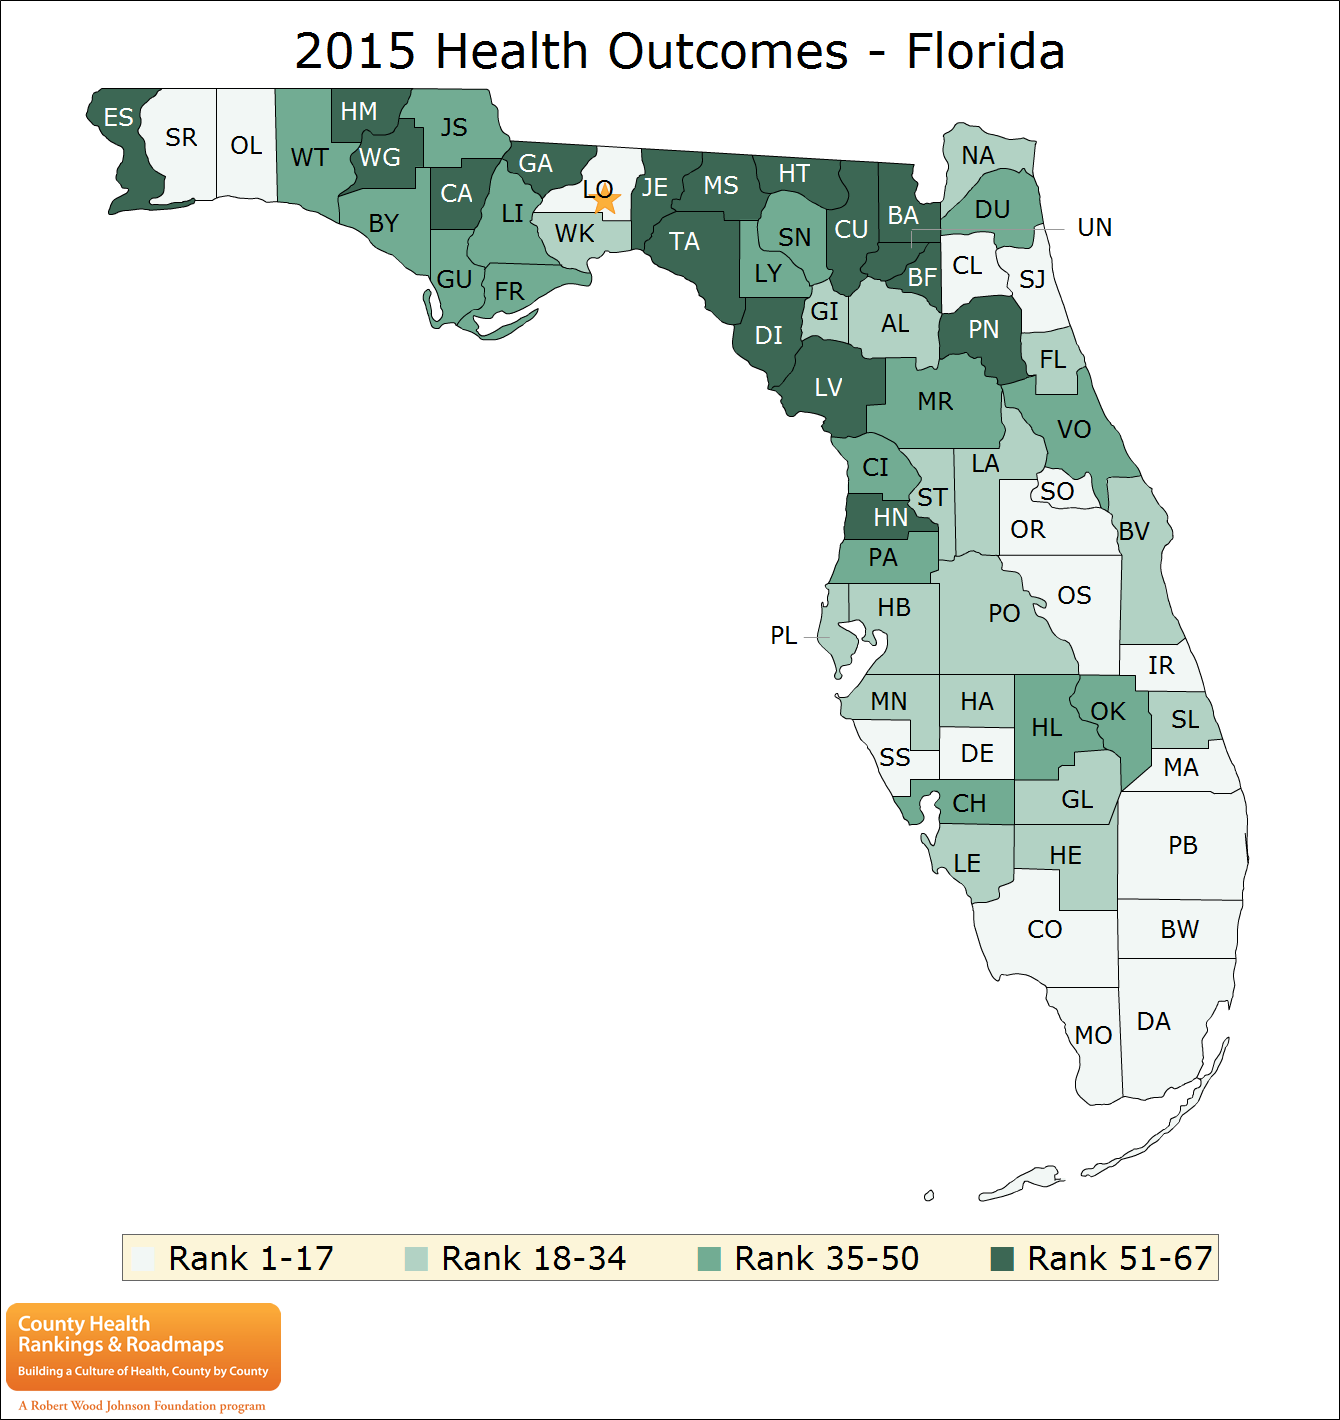 2015 Health Outcomes - Florida
ES
SR
OL
WT
HM
WG
JS
BY
CA
GA
LI
LO
WK
GU
FR
JE
MS
HT
TA
SN
LY
CU
BA
NA
DU
UN
BF
CL
SJ
DI
GI
AL
PN
FL
LV
MR
VO
CI
ST
LA
SO
HN
OR
BV
PA
HB
PO
OS
PL
IR
MN
HA
HL
OK
SL
SS
DE
MA
CH
GL
LE
HE
PB
CO
BW
MO
DA
Rank 1-17 Rank 18-34 Rank 35-50 Rank 51-67
County Health
Rankings & Roadmaps
Building a Culture of Health, County by County
A Robert Wood Johnson Foundation program